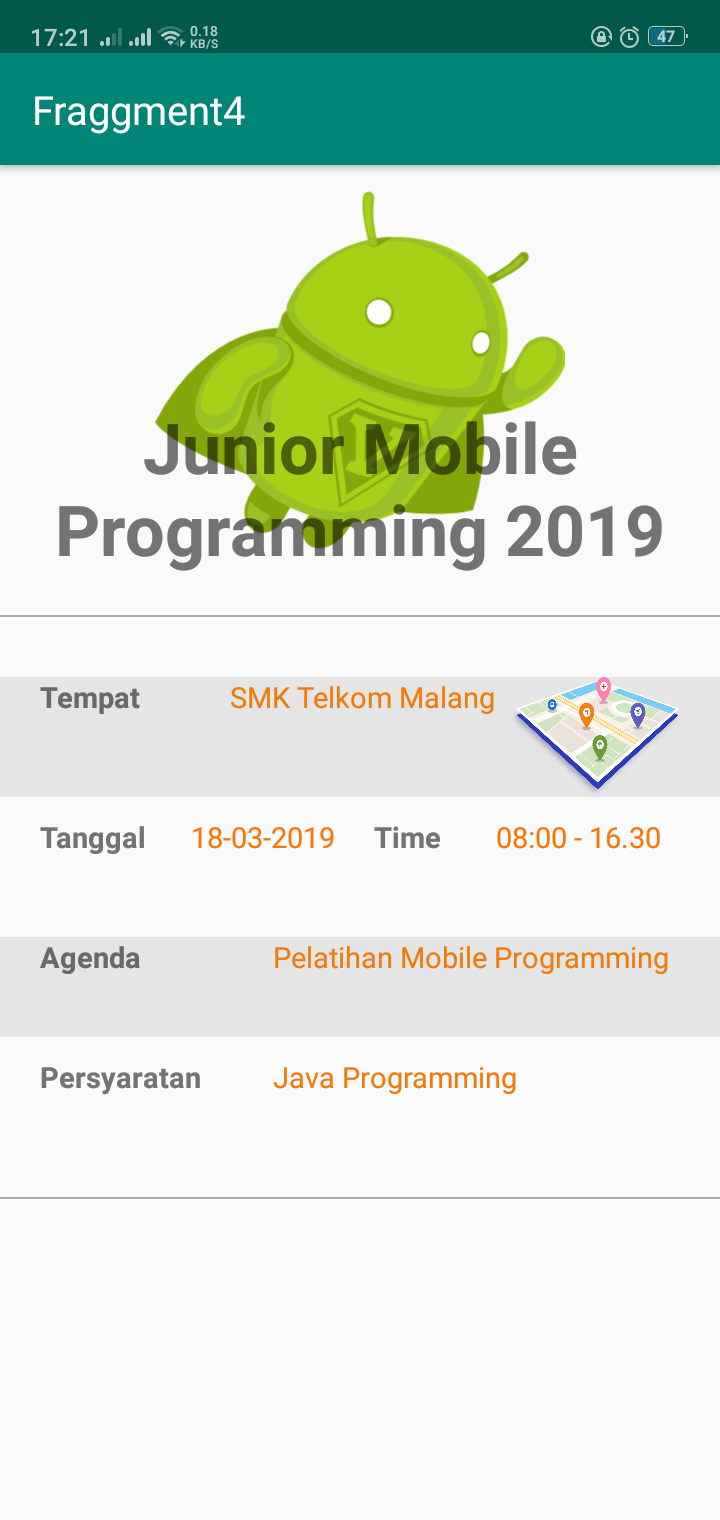 17:21 0.18 KB/S 47
Fraggment4
Junior Mobile
Programming 2019
Tempat SMK Telkom Malang
Tanggal 18-03-2019 Time 08:00 - 16.30
Agenda Pelatihan Mobile Programming
Persyaratan Java Programming